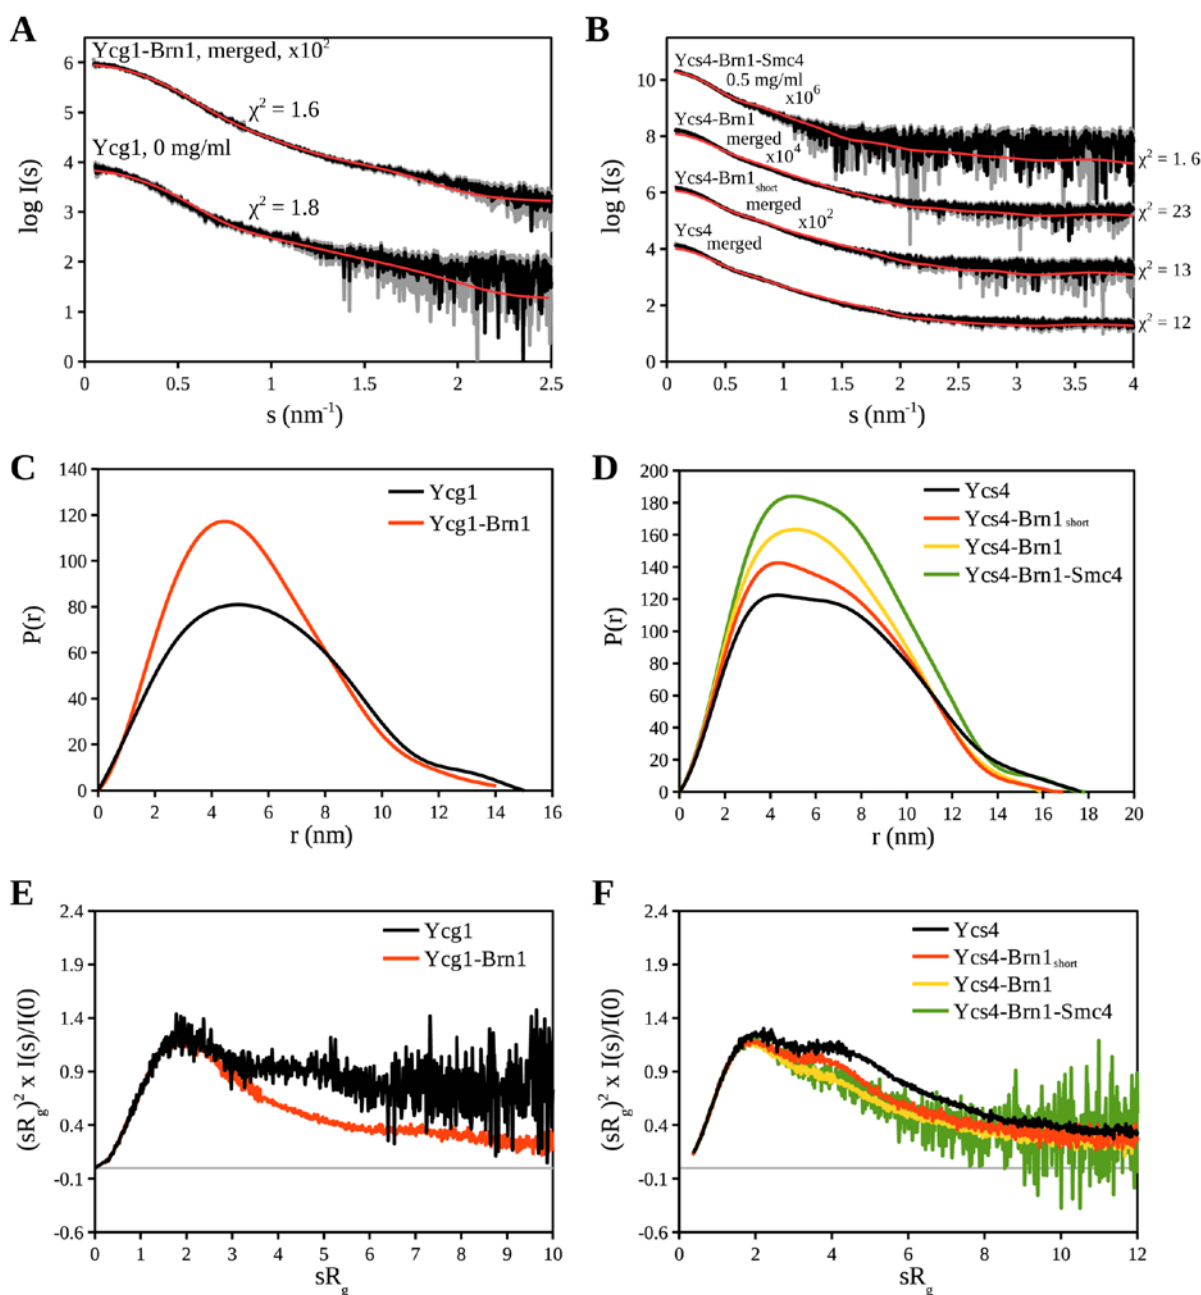 A
Ycg1-Brn1, merged, x10²
χ² = 1.6
Ycg1, 0 mg/ml
χ² = 1.8
log I(s)
6
5
4
3
2
1
0
0 0.5 1 1.5 2 2.5
s (nm⁻¹)
B
Ycs4-Brn1-Smc4
0.5 mg/ml
x10⁶
Ycs4-Brn1
merged
x10⁴
Ycs4-Brn1short
merged
x10²
Ycs4
merged
χ² = 1. 6
χ² = 23
χ² = 13
χ² = 12
log I(s)
10
8
6
4
2
0
0 0.5 1 1.5 2 2.5 3 3.5 4
s (nm⁻¹)
C
Ycg1
Ycg1-Brn1
P(r)
140
120
100
80
60
40
20
0
0 2 4 6 8 10 12 14 16
r (nm)
D
Ycs4
Ycs4-Brn1short
Ycs4-Brn1
Ycs4-Brn1-Smc4
P(r)
200
180
160
140
120
100
80
60
40
20
0
0 2 4 6 8 10 12 14 16 18 20
r (nm)
E
Ycg1
Ycg1-Brn1
(sRg)² x I(s)/I(0)
2.4
1.9
1.4
0.9
0.4
-0.1
-0.6
0 1 2 3 4 5 6 7 8 9 10
sRg
F
Ycs4
Ycs4-Brn1short
Ycs4-Brn1
Ycs4-Brn1-Smc4
(sRg)² x I(s)/I(0)
2.4
1.9
1.4
0.9
0.4
-0.1
-0.6
0 2 4 6 8 10 12
sRg